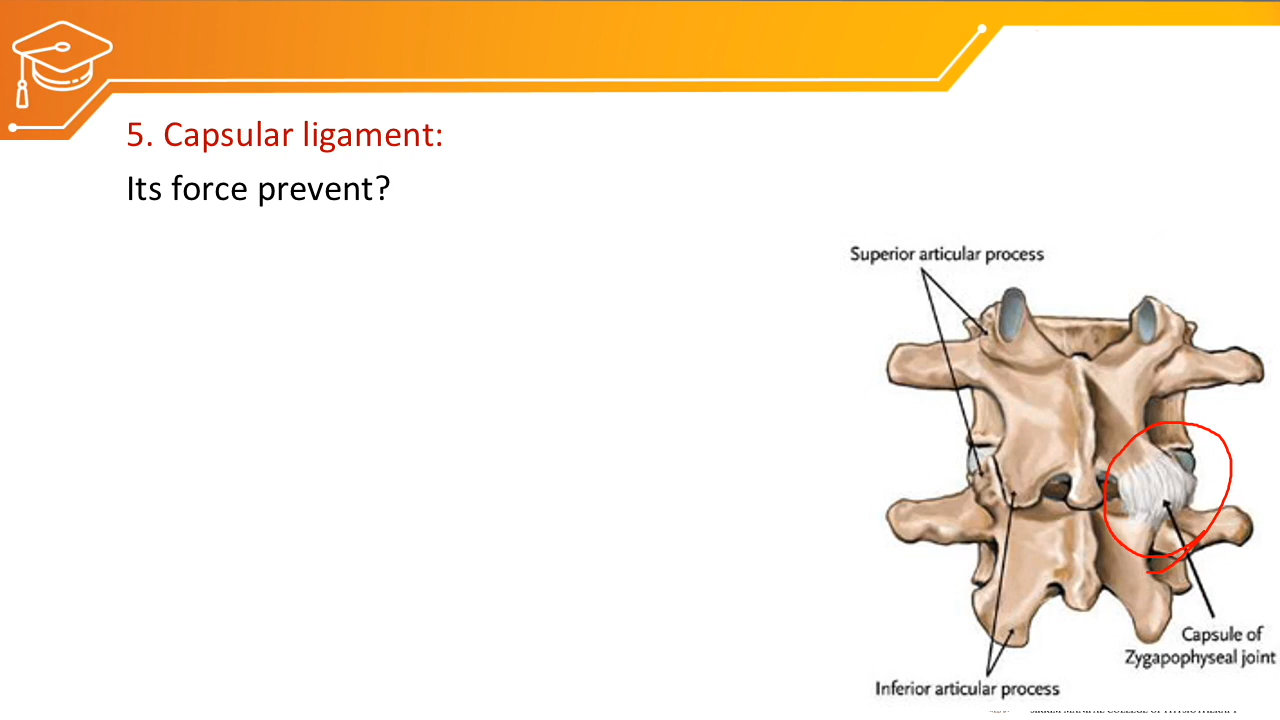 5. Capsular ligament:
Its force prevent?
Superior articular process
Capsule of
Zygapophyseal joint
Inferior articular process